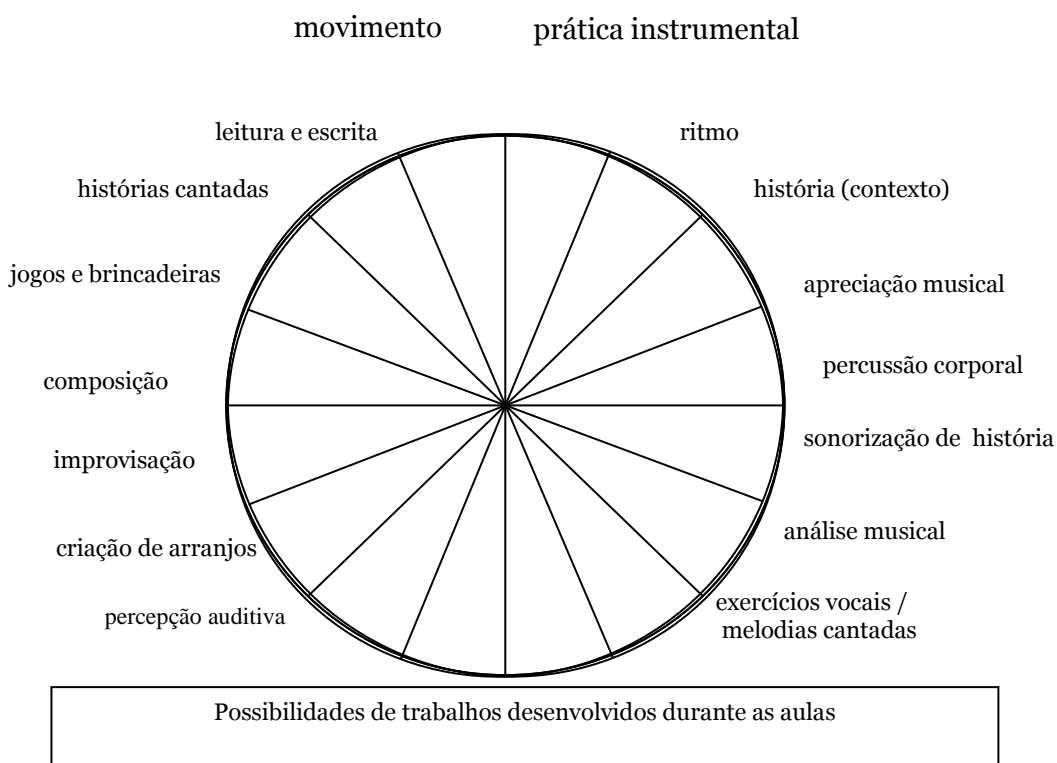 movimento
prática instrumental
leitura e escrita
ritmo
histórias cantadas
história (contexto)
jogos e brincadeiras
apreciação musical
percussão corporal
composição
sonorização de história
improvisação
análise musical
criação de arranjos
exercícios vocais /
melodias cantadas
percepção auditiva
Possibilidades de trabalhos desenvolvidos durante as aulas